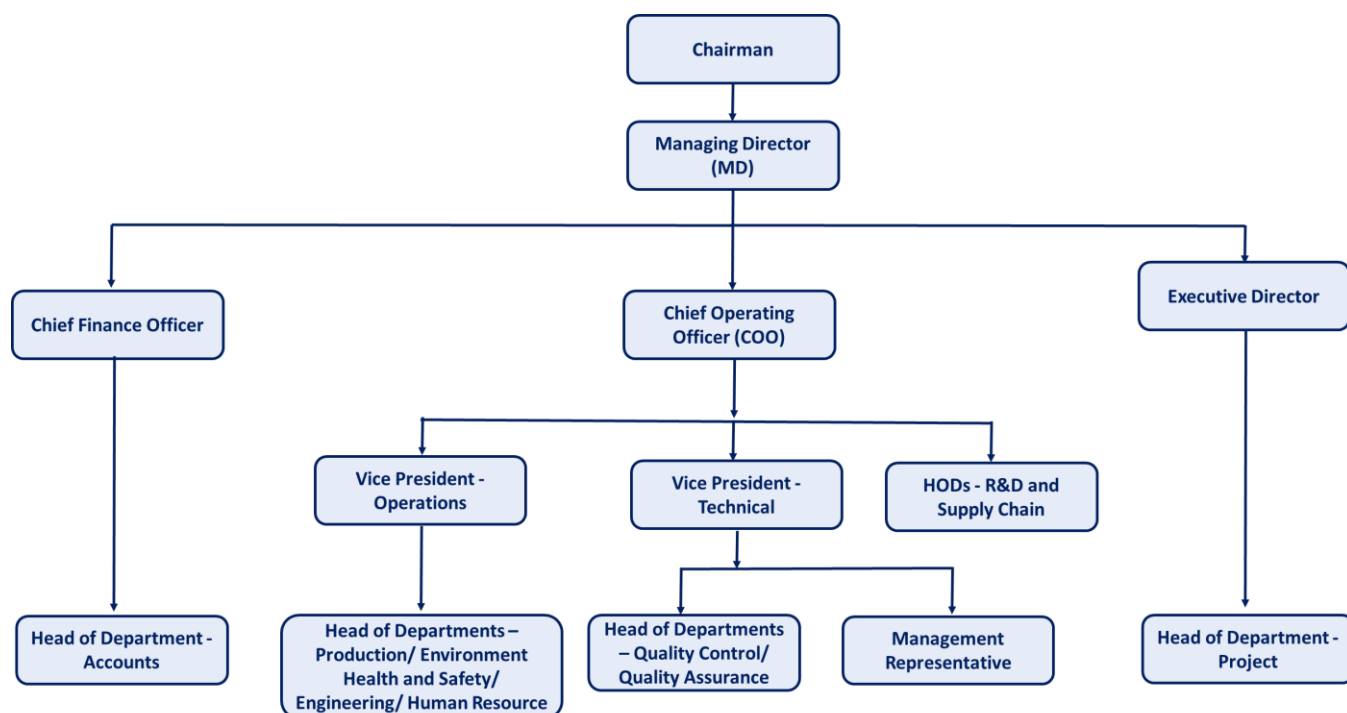 Chairman
Managing Director
(MD)
Chief Finance Officer
Chief Operating
Officer (COO)
Executive Director
Vice President -
Operations
Vice President -
Technical
HODs - R&D and
Supply Chain
Head of Department -
Accounts
Head of Departments –
Production/ Environment
Health and Safety/
Engineering/ Human Resource
Head of Departments
– Quality Control/
Quality Assurance
Management
Representative
Head of Department -
Project